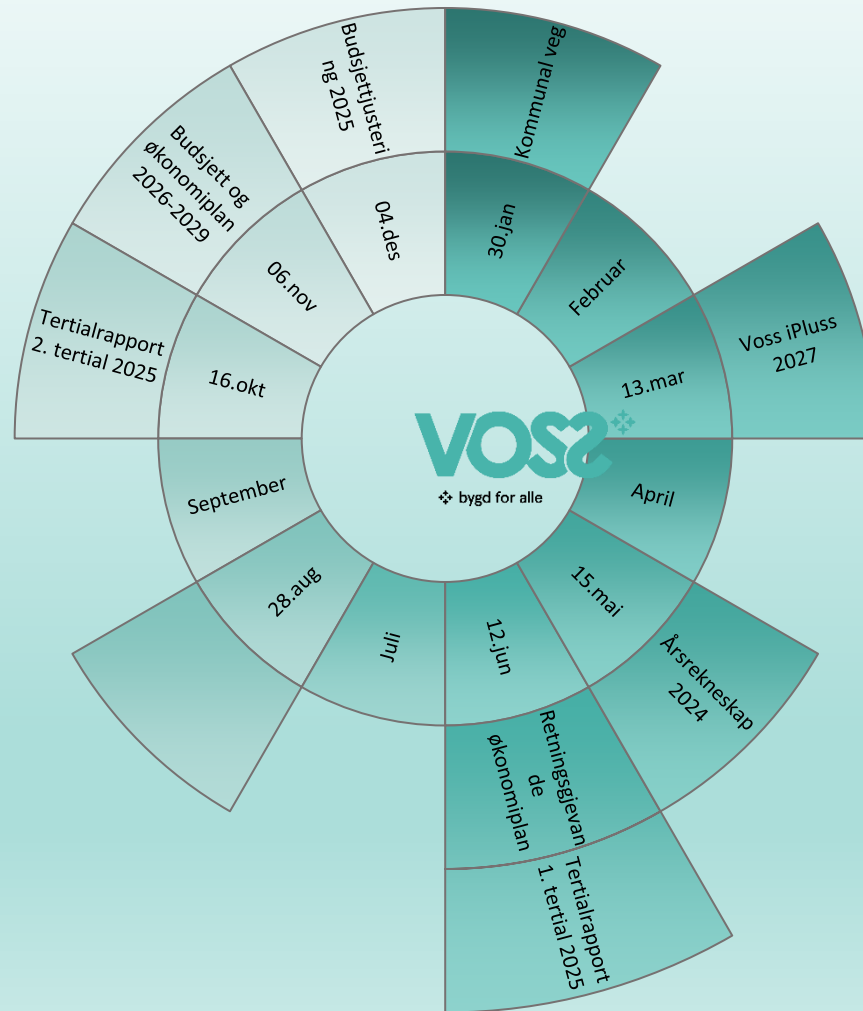 Kommunal veg
30.jan
Februar
13.mar
Voss iPluss
2027
April
15.mai
Årsrekneskap
2024
12.jun
Retningsgjevan
de
økonomiplan
Tertialrapport
1. tertial 2025
Juli
28.aug
September
16.okt
Tertialrapport
2. tertial 2025
06.nov
Budsjett og
økonomiplan
2026-2029
04.des
Budsjettjusteri
ng 2025
VOSS
bygd for alle